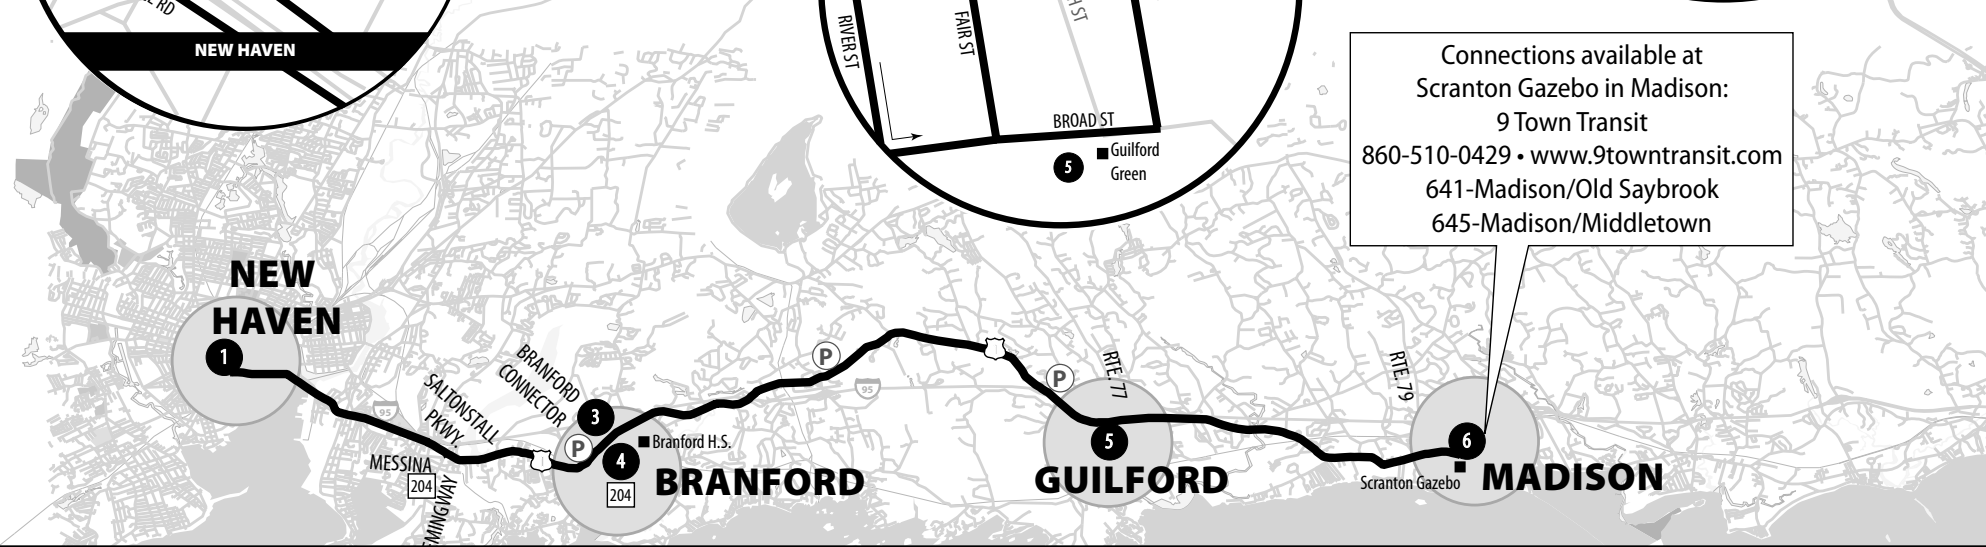 RD
NEW HAVEN
RIVER ST
FAIR ST
ST
BROAD ST
5
Guilford
Green
Connections available at
Scranton Gazebo in Madison:
9 Town Transit
860-510-0429 • www.9towntransit.com
641-Madison/Old Saybrook
645-Madison/Middletown
NEW
HAVEN
1
95
SALTONSTALL
PKWY.
MESSINA
204
BRANFORD
CONNECTOR
3
P
4
204
Branford H.S.
BRANFORD
P
95
P
RTE. 77
5
GUILFORD
RTE. 79
6
Scranton Gazebo
MADISON